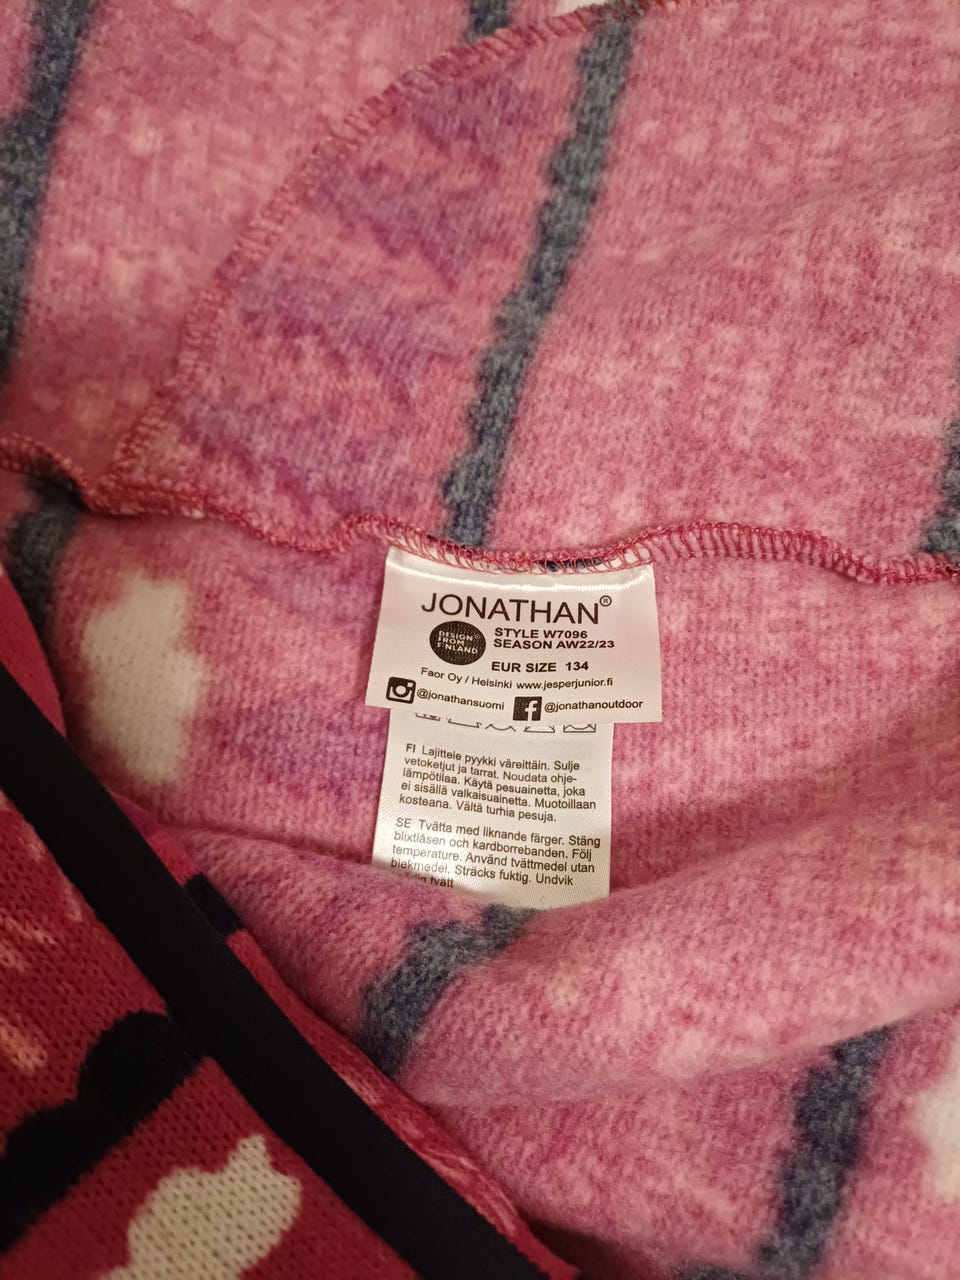 JONATHAN®
DESIGN
FROM
FINLAND
STYLE W7096
SEASON AW22/23
EUR SIZE 134
Faor Oy / Helsinki www.jesperjunior.fi
@jonathansuomi @jonathanoutdoor
FI Lajittele pyykki väreittäin. Sulje
vetoketjut ja tarrat. Noudata ohje-
lämpötilaa. Käytä pesuainetta, joka
ei sisällä valkaisuainetta. Muotoillaan
kosteana. Vältä turhia pesuja.
SE Tvätta med liknande färger. Stäng
blixtlåsen och kardborrebanden. Följ
temperature. Använd tvättmedel utan
blekmedel. Sträcks fuktig. Undvik
tvätt